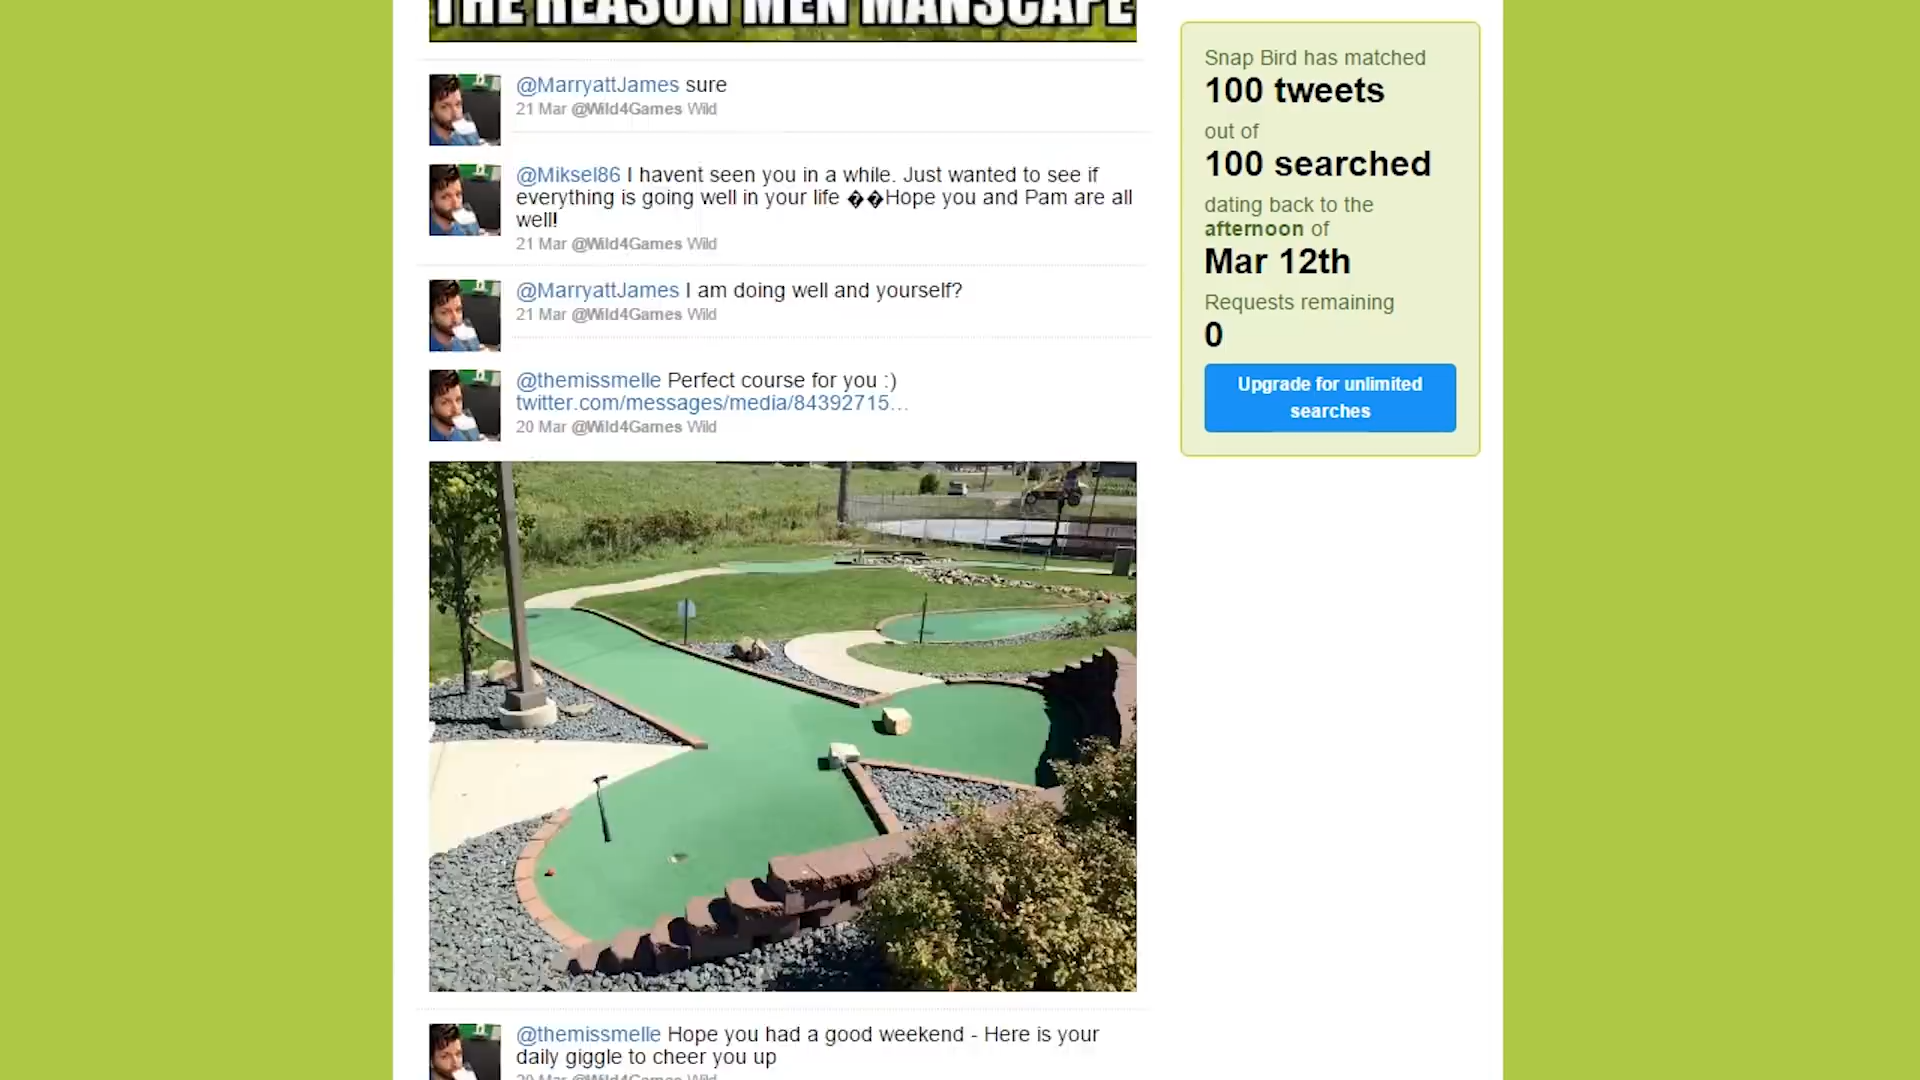 THE REASON MEN MANSCAPE
@MarryattJames sure
21 Mar @Wild4Games Wild
@Miksel86 I havent seen you in a while. Just wanted to see if
everything is going well in your life ��Hope you and Pam are all
well!
21 Mar @Wild4Games Wild
@MarryattJames I am doing well and yourself?
21 Mar @Wild4Games Wild
@themissmelle Perfect course for you :)
twitter.com/messages/media/84392715…
20 Mar @Wild4Games Wild
@themissmelle Hope you had a good weekend - Here is your
daily giggle to cheer you up
20 Mar @Wild4Games Wild
Snap Bird has matched
100 tweets
out of
100 searched
dating back to the
afternoon of
Mar 12th
Requests remaining
0
Upgrade for unlimited
searches